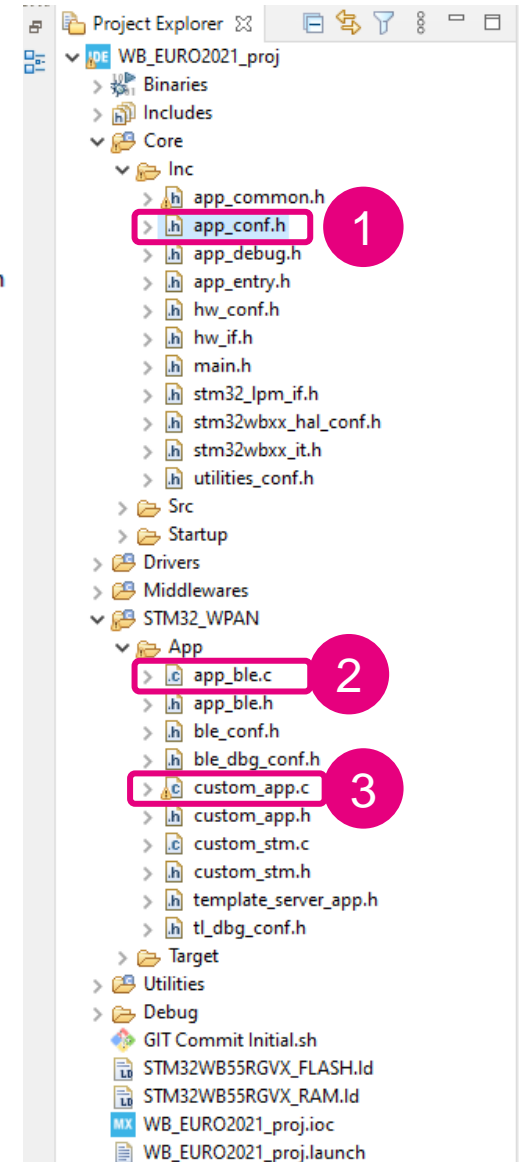 Project Explorer
WB_EURO2021_proj
Binaries
Includes
Core
Inc
app_common.h
app_conf.h
1
app_debug.h
app_entry.h
hw_conf.h
hw_if.h
main.h
stm32_lpm_if.h
stm32wbxx_hal_conf.h
stm32wbxx_it.h
utilities_conf.h
Src
Startup
Drivers
Middlewares
STM32_WPAN
App
app_ble.c
2
app_ble.h
ble_conf.h
ble_dbg_conf.h
custom_app.c
3
custom_app.h
custom_stm.c
custom_stm.h
template_server_app.h
tl_dbg_conf.h
Target
Utilities
Debug
GIT Commit Initial.sh
STM32WB55RGVX_FLASH.ld
STM32WB55RGVX_RAM.ld
MX WB_EURO2021_proj.ioc
WB_EURO2021_proj.launch